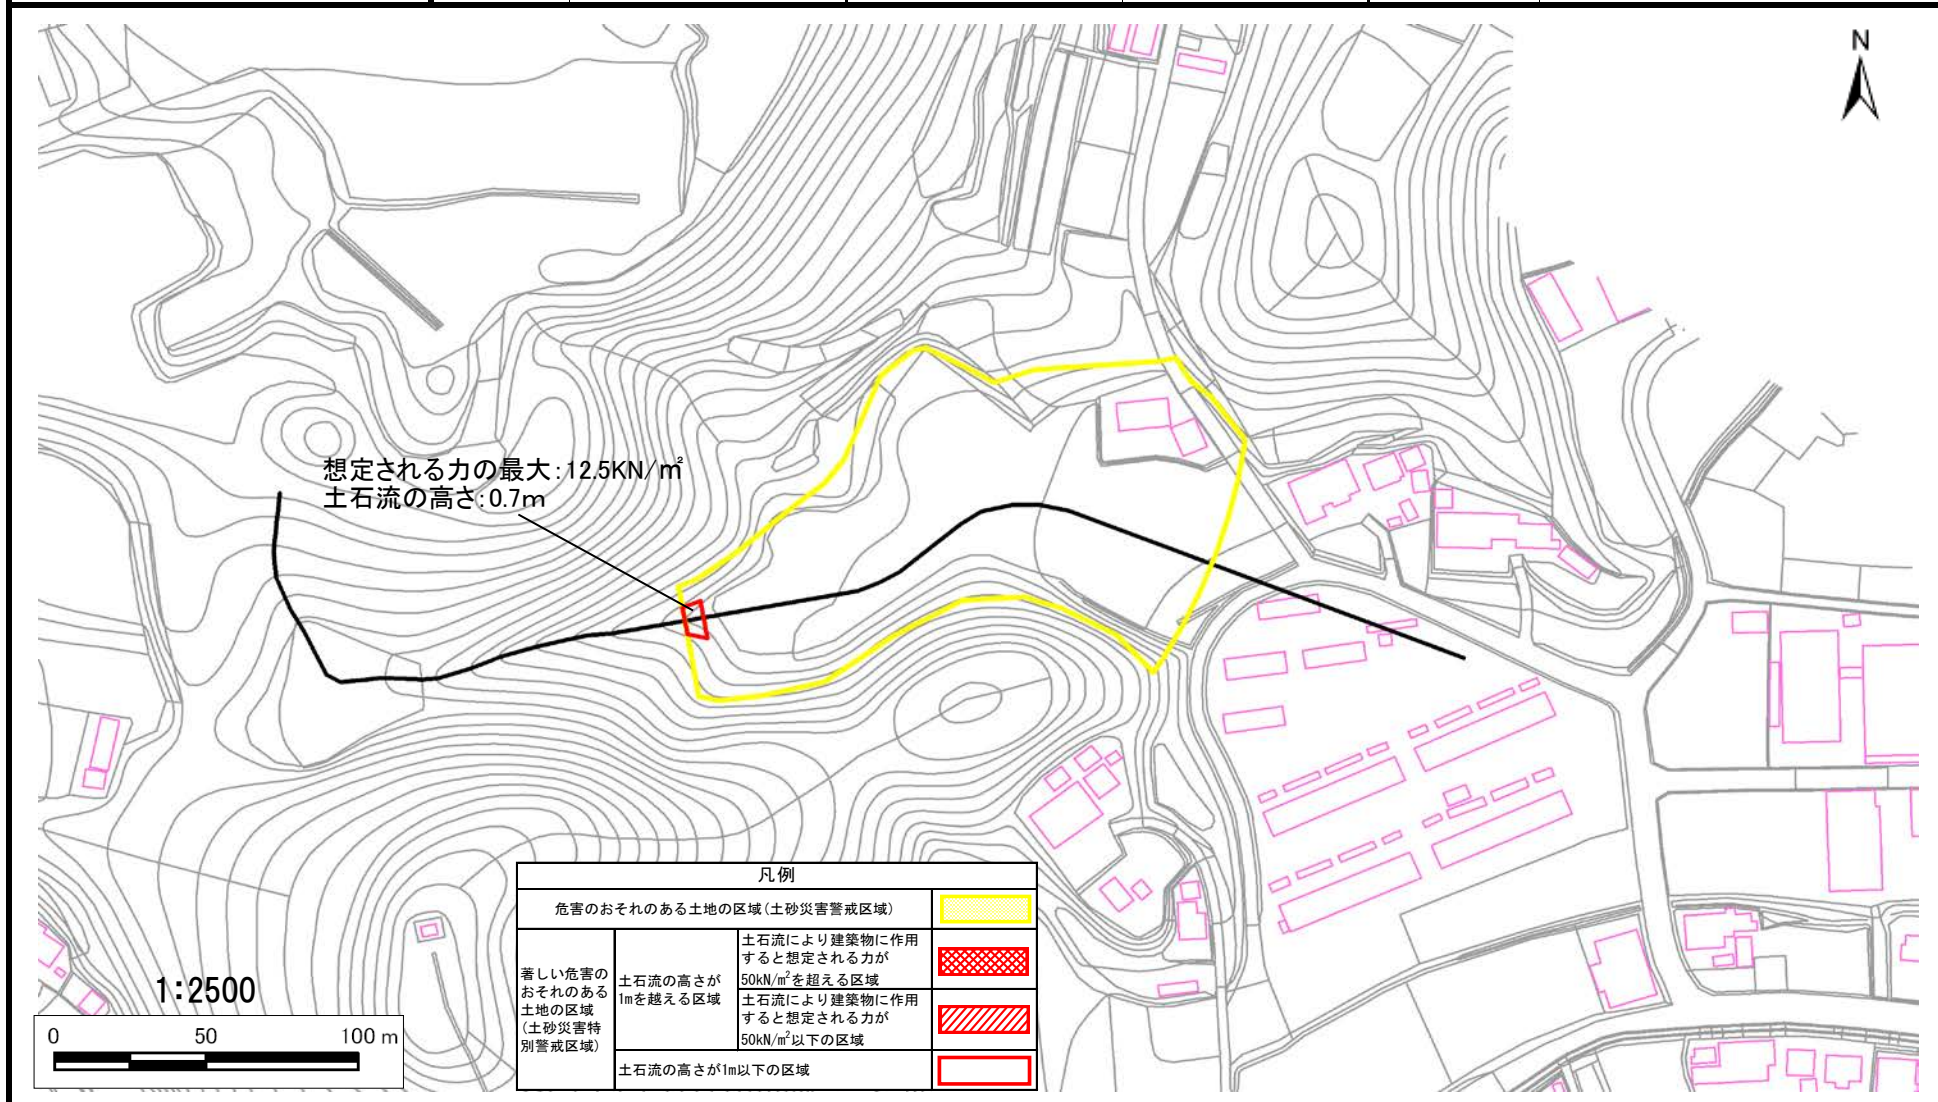 N
想定される力の最大:12.5KN/㎡
土石流の高さ:0.7m
凡例
危害のおそれのある土地の区域(土砂災害警戒区域)
著しい危害の
おそれのある
土地の区域
(土砂災害特
別警戒区域)
土石流の高さが
1mを越える区域
土石流により建築物に作用
すると想定される力が
50kN/m²を超える区域
土石流により建築物に作用
すると想定される力が
50kN/m²以下の区域
土石流の高さが1m以下の区域
1:2500
0 50 100 m